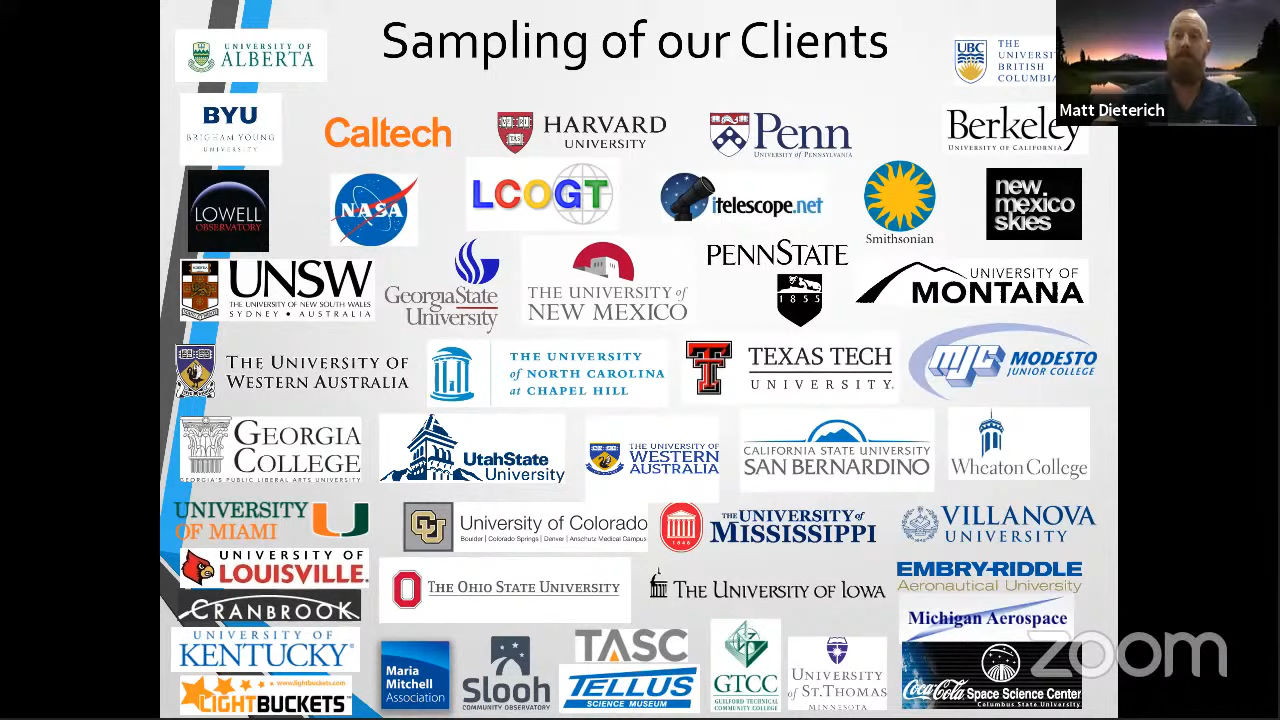 Sampling of our Clients
UNIVERSITY OF
ALBERTA
UBC
THE
UNIVERSI
BRITISH
COLUMBIA
Matt Dieterich
BYU
BRIGHAM YOUNG
UNIVERSITY
Caltech
HARVARD
UNIVERSITY
Penn
UNIVERSITY of PENNSYLVANIA
Berkeley
UNIVERSITY OF CALIFORNIA
LOWELL
OBSERVATORY
NASA
LCOGT
itelescope.net
Smithsonian
new
mexico
skies
UNSW
THE UNIVERSITY OF NEW SOUTH WALES
SYDNEY • AUSTRALIA
GeorgiaState
University
THE UNIVERSITY of
NEW MEXICO
PENNSTATE
1855
UNIVERSITY OF
MONTANA
THE UNIVERSITY OF
WESTERN AUSTRALIA
THE UNIVERSITY
of NORTH CAROLINA
at CHAPEL HILL
TEXAS TECH
UNIVERSITY.
MJC
MODESTO
JUNIOR COLLEGE
GEORGIA
COLLEGE
GEORGIA'S PUBLIC LIBERAL ARTS UNIVERSITY
UtahState
University
THE UNIVERSITY OF
WESTERN
AUSTRALIA
CALIFORNIA STATE UNIVERSITY
SAN BERNARDINO
Wheaton College
UNIVERSITY
OF MIAMI
U
CU
University of Colorado
Boulder | Colorado Springs | Denver | Anschutz Medical Campus
1848
THE UNIVERSITY of
MISSISSIPPI
VILLANOVA
UNIVERSITY
UNIVERSITY OF
LOUISVILLE.
THE OHIO STATE UNIVERSITY
THE UNIVERSITY OF IOWA
EMBRY-RIDDLE
Aeronautical University
CRANBROOK
Michigan Aerospace
UNIVERSITY OF
KENTUCKY
Maria
Mitchell
Association
Slooh
COMMUNITY OBSERVATORY
TASC
TELLUS
SCIENCE MUSEUM
GTCC
GUILFORD TECHNICAL
COMMUNITY COLLEGE
UNIVERSITY
of ST. THOMAS
MINNESOTA
Coca-Cola Space Science Center
Columbus State University
www.lightbuckets.com
LIGHTBUCKETS
zoom